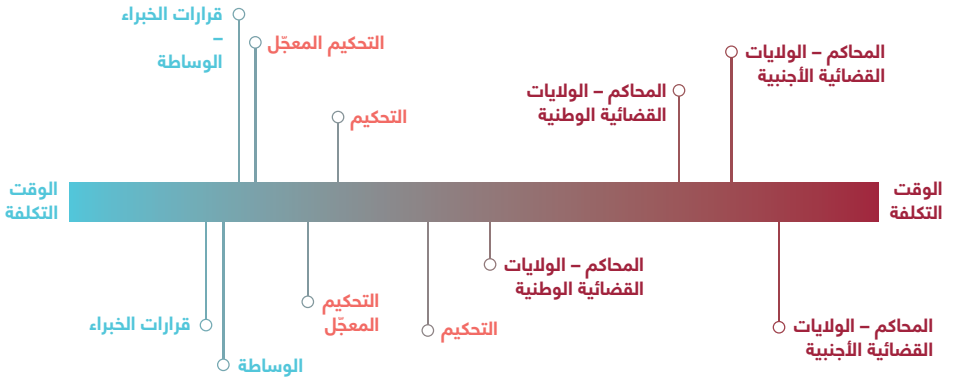 قرارات الخبراء
–
الوساطة
التحكيم المعجّل
المحاكم – الولايات
القضائية الأجنبية
المحاكم – الولايات
القضائية الوطنية
التحكيم
الوقت
التكلفة
الوقت
التكلفة
المحاكم – الولايات
القضائية الوطنية
التحكيم
المعجّل
التحكيم
قرارات الخبراء
المحاكم – الولايات
القضائية الأجنبية
الوساطة